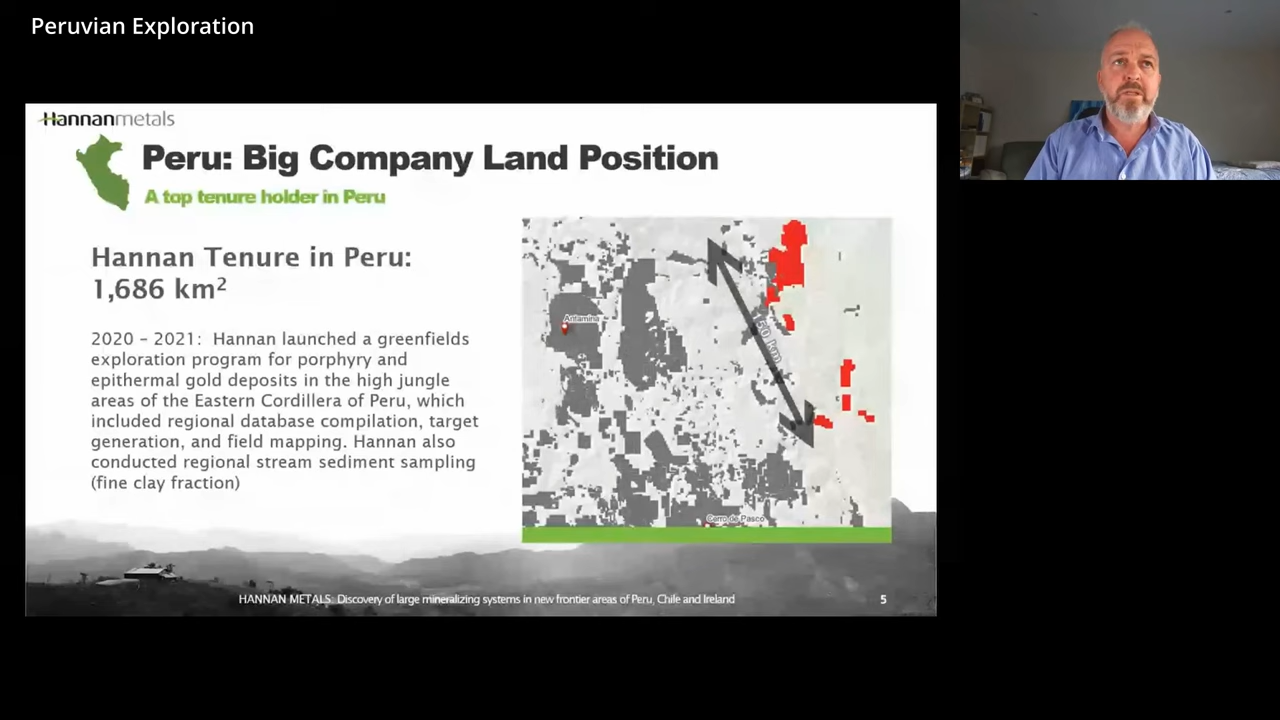 Peruvian Exploration
Hannanmetals
Peru: Big Company Land Position
A top tenure holder in Peru
Hannan Tenure in Peru:
1,686 km²
2020 – 2021: Hannan launched a greenfields
exploration program for porphyry and
epithermal gold deposits in the high jungle
areas of the Eastern Cordillera of Peru, which
included regional database compilation, target
generation, and field mapping. Hannan also
conducted regional stream sediment sampling
(fine clay fraction)
Antamina
km
Cerro de Pasco
HANNAN METALS: Discovery of large mineralizing systems in new frontier areas of Peru, Chile and Ireland
5